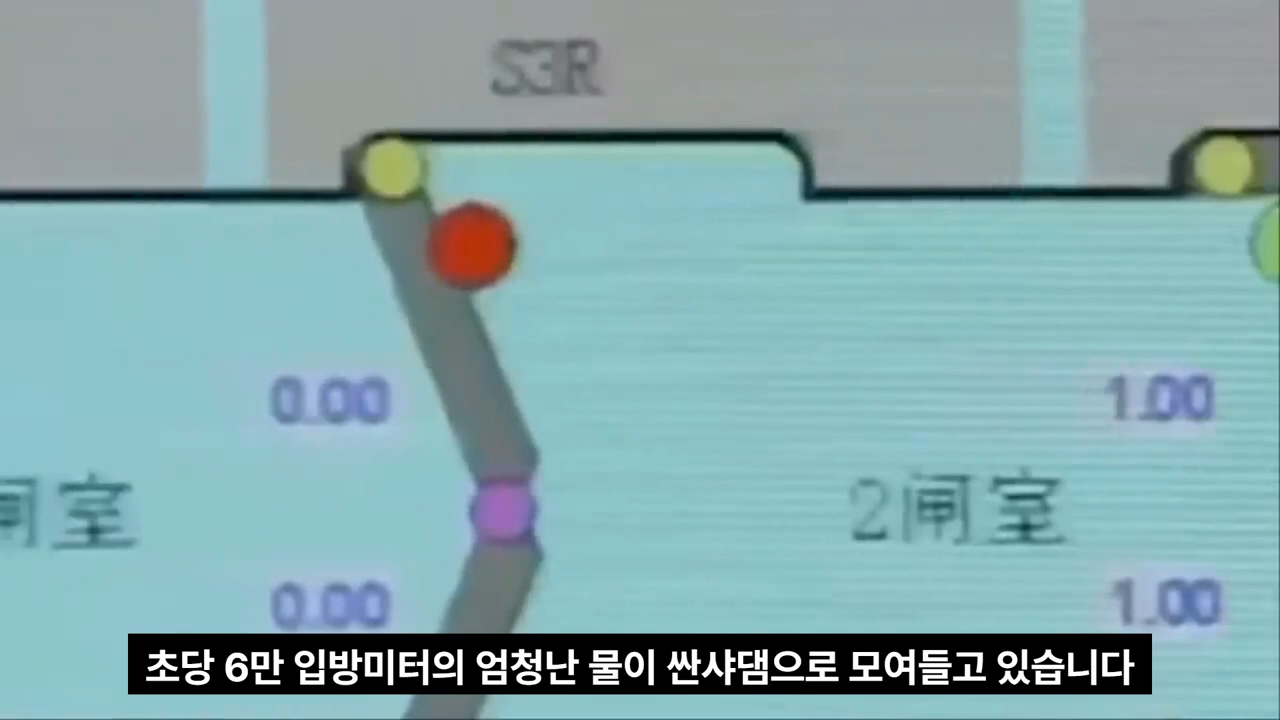 S3R
0.00
1.00
闸室
2闸室
0.00
1.00
초당 6만 입방미터의 엄청난 물이 싼샤댐으로 모여들고 있습니다